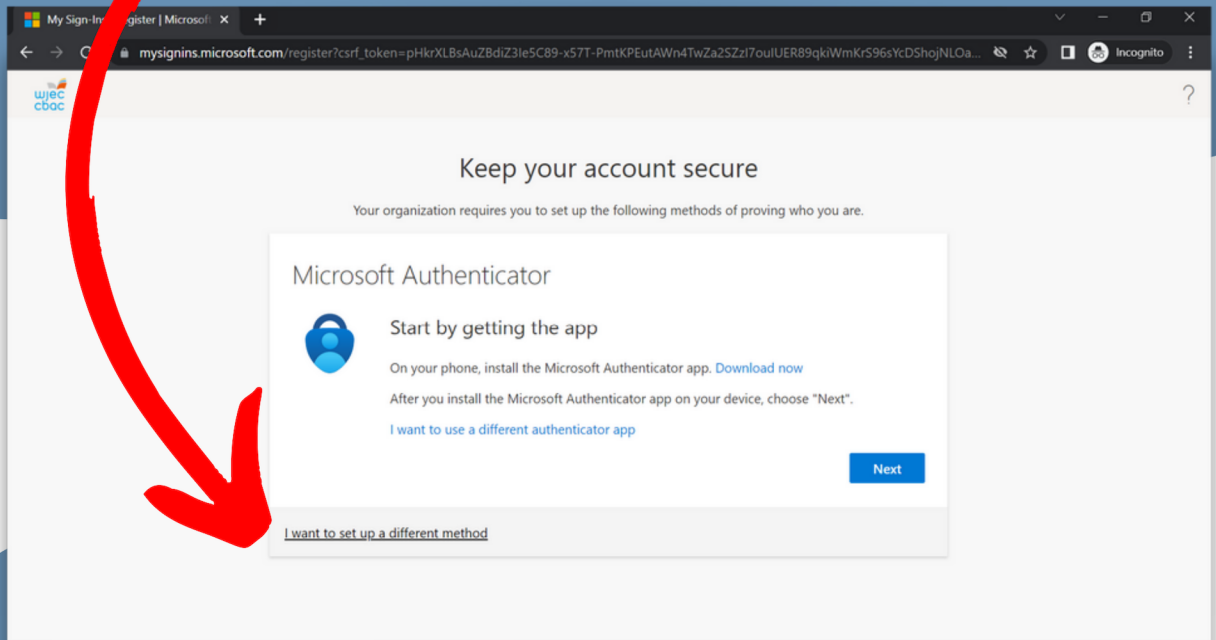 My Sign-Ins Register | Microsoft
mysignins.microsoft.com/register?csrf_token=pHkrXLBsAuZBdiZ3Ie5C89-x57T-PmtKPEutAWn4TwZa2SZzI7ouIUER89qkiWmKrS96sYcDShojNLOa...
Incognito
wjec
cbac
?
Keep your account secure
Your organization requires you to set up the following methods of proving who you are.
Microsoft Authenticator
Start by getting the app
On your phone, install the Microsoft Authenticator app. Download now
After you install the Microsoft Authenticator app on your device, choose "Next".
I want to use a different authenticator app
Next
I want to set up a different method